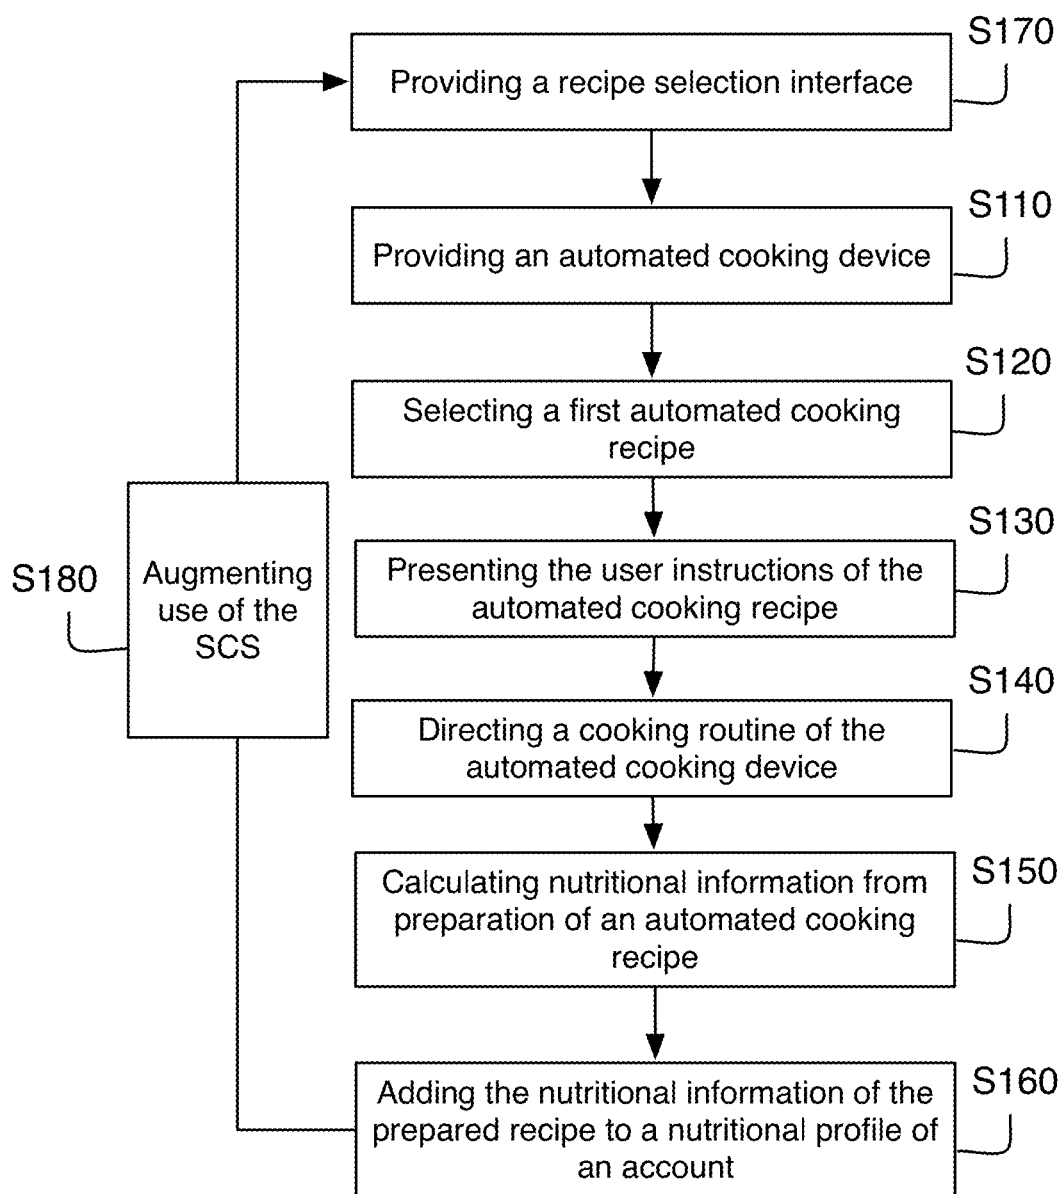 S170
Providing a recipe selection interface
S110
Providing an automated cooking device
S120
Selecting a first automated cooking
recipe
S130
Presenting the user instructions of the
automated cooking recipe
S180
Augmenting
use of the
SCS
S140
Directing a cooking routine of the
automated cooking device
S150
Calculating nutritional information from
preparation of an automated cooking
recipe
S160
Adding the nutritional information of the
prepared recipe to a nutritional profile of
an account